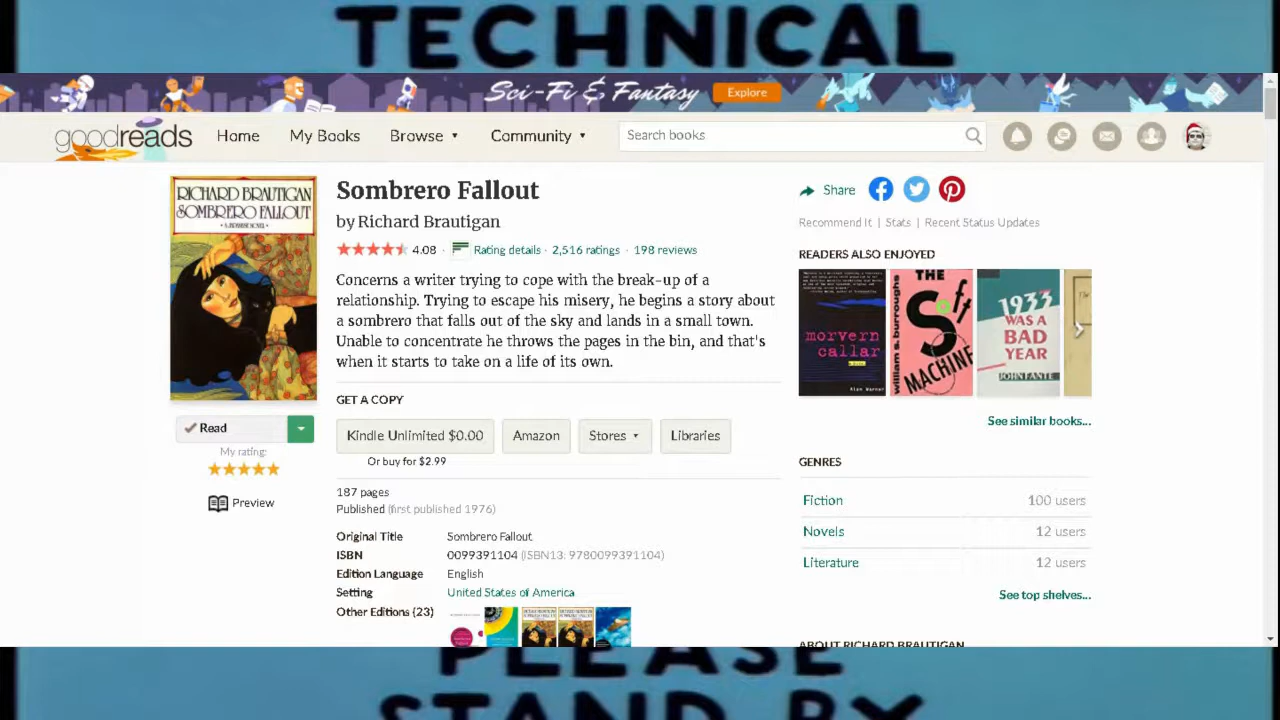 TECHNICAL
Sci-Fi & Fantasy Explore
goodreads Home My Books Browse Community Search books
RICHARD BRAUTIGAN
SOMBRERO FALLOUT
• A JAPANESE NOVEL •
Read
My rating:
Preview
Sombrero Fallout
by Richard Brautigan
4.08 · Rating details · 2,516 ratings · 198 reviews
Concerns a writer trying to cope with the break-up of a
relationship. Trying to escape his misery, he begins a story about
a sombrero that falls out of the sky and lands in a small town.
Unable to concentrate he throws the pages in the bin, and that's
when it starts to take on a life of its own.
GET A COPY
Kindle Unlimited $0.00 Amazon Stores Libraries
Or buy for $2.99
187 pages
Published (first published 1976)
Original Title Sombrero Fallout
ISBN 0099391104 (ISBN13: 9780099391104)
Edition Language English
Setting United States of America
Other Editions (23)
Share
Recommend It | Stats | Recent Status Updates
READERS ALSO ENJOYED
morvern
callar
Alan Warner
william s. burroughs
THE
Soft
MACHINE
1933
WAS A
BAD
YEAR
JOHN FANTE
See similar books...
GENRES
Fiction 100 users
Novels 12 users
Literature 12 users
See top shelves...
ABOUT RICHARD BRAUTIGAN
PLEASE
STAND BY